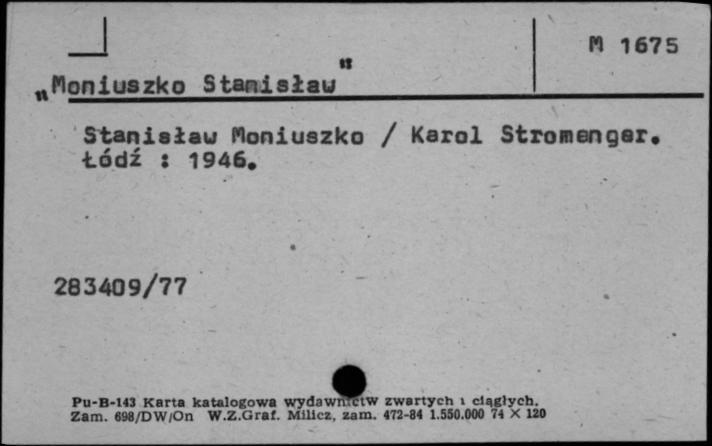 M 1675
„Moniuszko Stanisław"
Stanisław Moniuszko / Karol Stromenger.
Łódź : 1946.
283409/77
Pu-B-143 Karta katalogowa wydawnictw zwartych i ciągłych.
Zam. 698/DW/On W.Z.Graf. Milicz, zam. 472-84 1.550.000 74 X 120